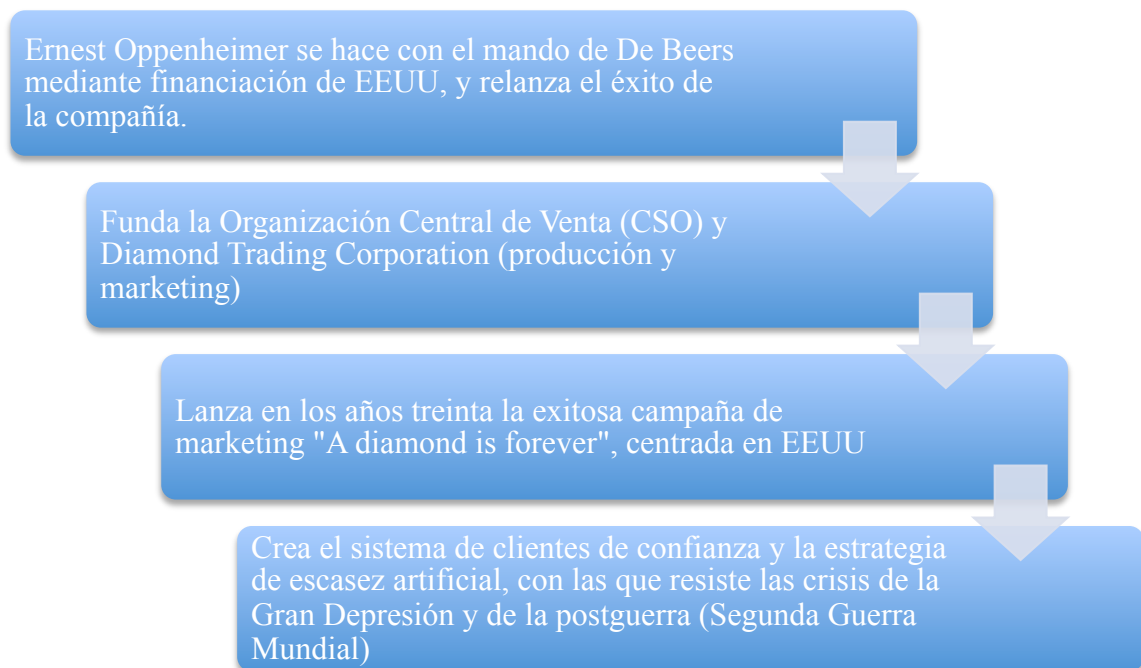 Ernest Oppenheimer se hace con el mando de De Beers
mediante financiación de EEUU, y relanza el éxito de
la compañía.
Funda la Organización Central de Venta (CSO) y
Diamond Trading Corporation (producción y
marketing)
Lanza en los años treinta la exitosa campaña de
marketing "A diamond is forever", centrada en EEUU
Crea el sistema de clientes de confianza y la estrategia
de escasez artificial, con las que resiste las crisis de la
Gran Depresión y de la postguerra (Segunda Guerra
Mundial)